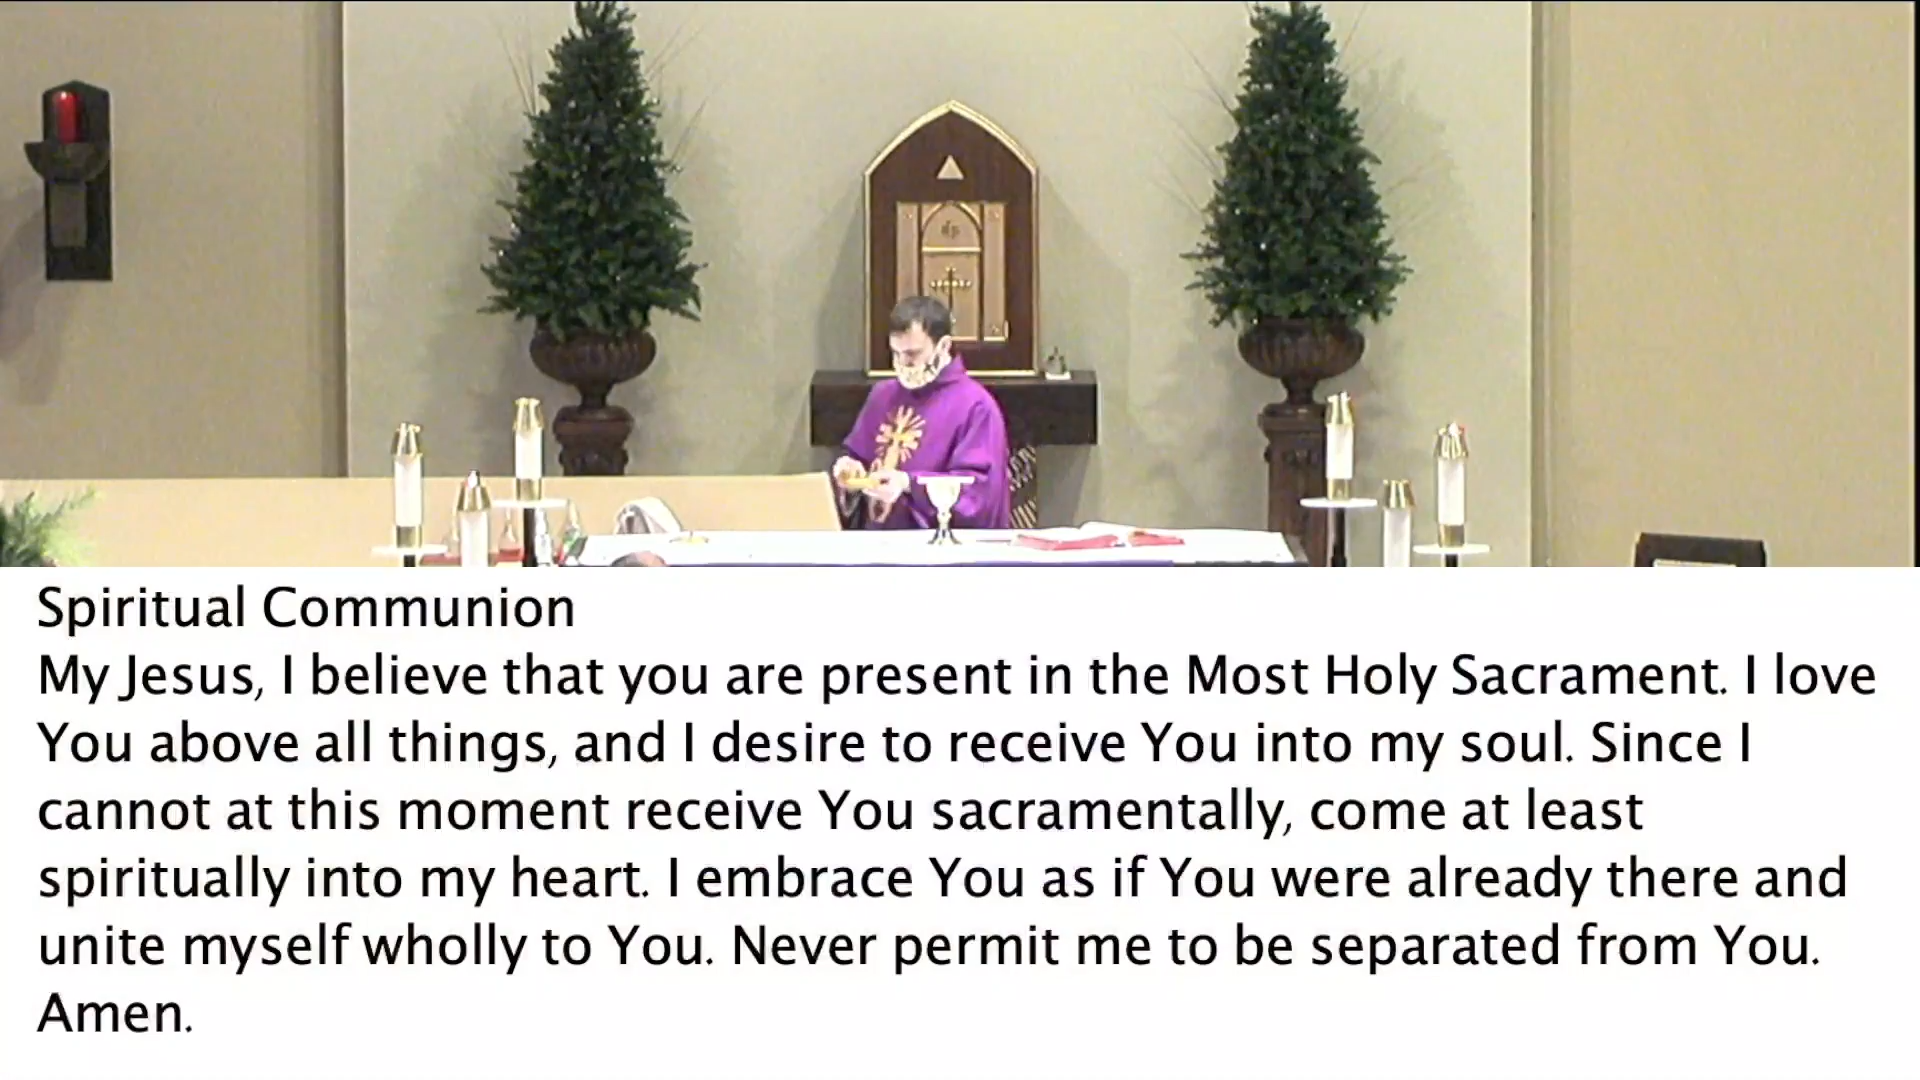 Spiritual Communion
My Jesus, I believe that you are present in the Most Holy Sacrament. I love
You above all things, and I desire to receive You into my soul. Since I
cannot at this moment receive You sacramentally, come at least
spiritually into my heart. I embrace You as if You were already there and
unite myself wholly to You. Never permit me to be separated from You.
Amen.